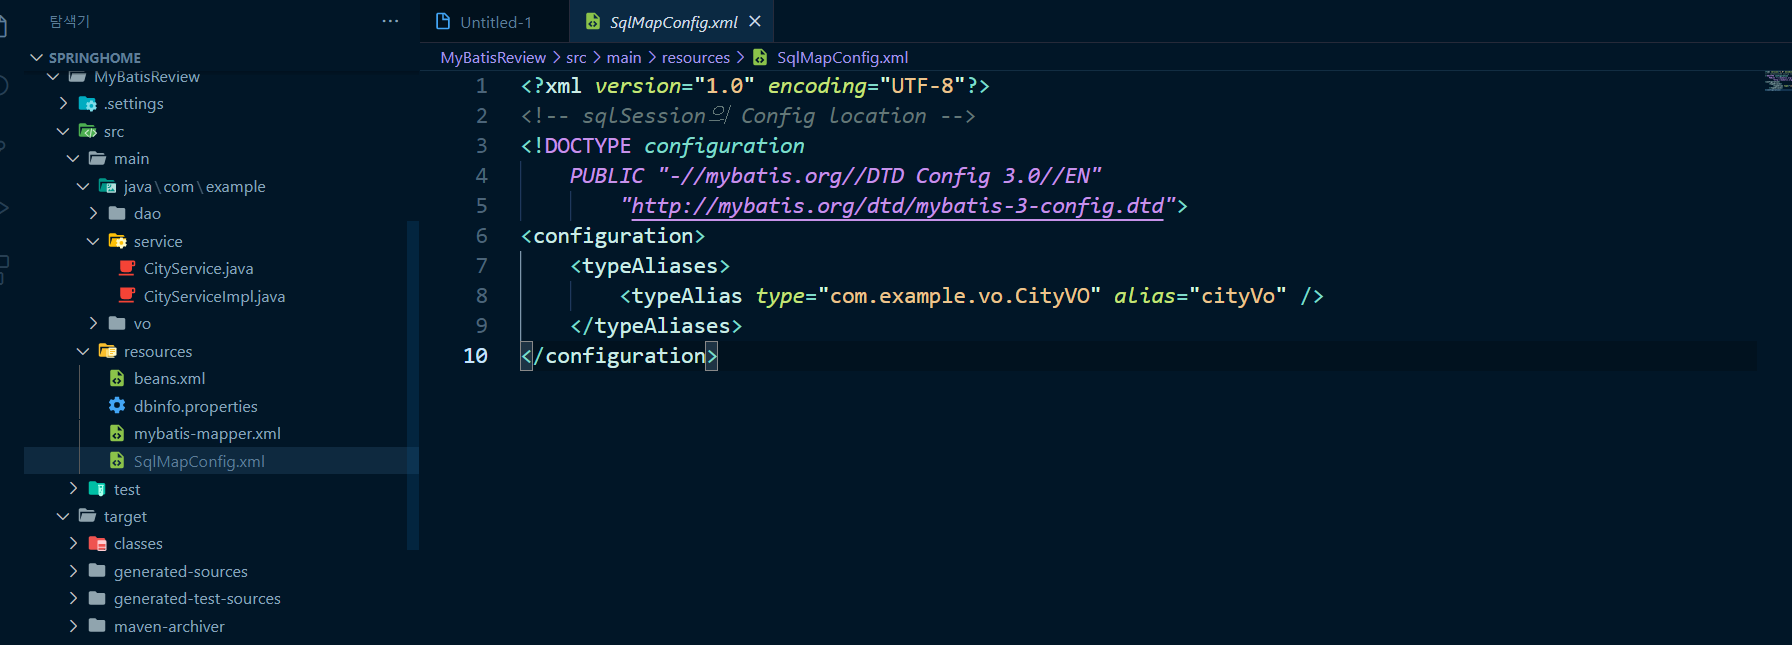 탐색기
···
SPRINGHOME
MyBatisReview
.settings
src
main
java\com\example
dao
service
CityService.java
CityServiceImpl.java
vo
resources
beans.xml
dbinfo.properties
mybatis-mapper.xml
SqlMapConfig.xml
test
target
classes
generated-sources
generated-test-sources
maven-archiver
Untitled-1
SqlMapConfig.xml
MyBatisReview > src > main > resources > SqlMapConfig.xml
1 <?xml version="1.0" encoding="UTF-8"?>
2 <!-- sqlSession의 Config location -->
3 <!DOCTYPE configuration
4 PUBLIC "-//mybatis.org//DTD Config 3.0//EN"
5 "http://mybatis.org/dtd/mybatis-3-config.dtd">
6 <configuration>
7 <typeAliases>
8 <typeAlias type="com.example.vo.CityVO" alias="cityVo" />
9 </typeAliases>
10 </configuration>